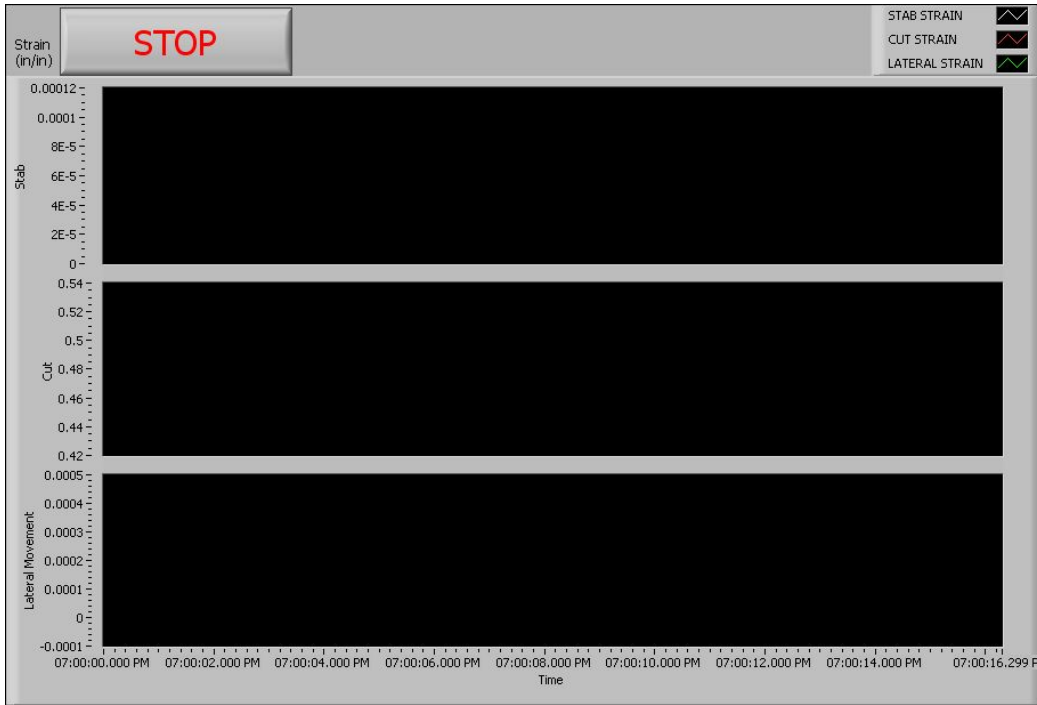 STAB STRAIN
CUT STRAIN
LATERAL STRAIN
Strain
(in/in)
STOP
0.00012
0.0001
8E-5
6E-5
4E-5
2E-5
0
Stab
0.54
0.52
0.5
0.48
0.46
0.44
0.42
Cut
0.0005
0.0004
0.0003
0.0002
0.0001
0
-0.0001
Lateral Movement
07:00:00.000 PM 07:00:02.000 PM 07:00:04.000 PM 07:00:06.000 PM 07:00:08.000 PM 07:00:10.000 PM 07:00:12.000 PM 07:00:14.000 PM 07:00:16.299 P
Time